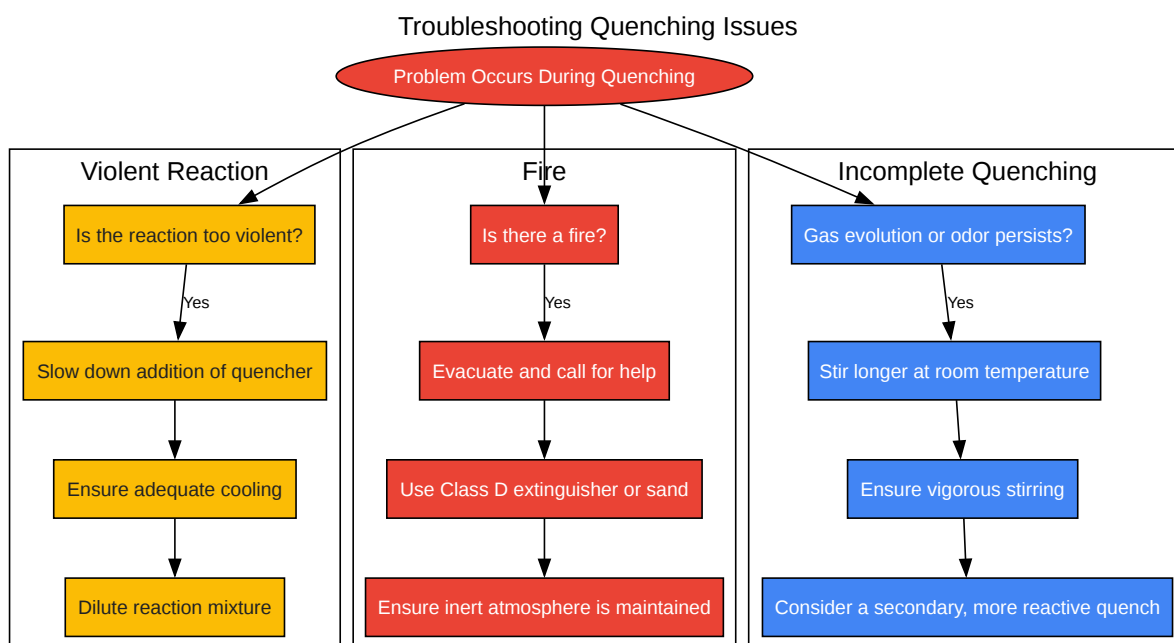 Troubleshooting Quenching Issues
Problem Occurs During Quenching
Violent Reaction
Is the reaction too violent?
Yes
Slow down addition of quencher
Ensure adequate cooling
Dilute reaction mixture
Fire
Is there a fire?
Yes
Evacuate and call for help
Use Class D extinguisher or sand
Ensure inert atmosphere is maintained
Incomplete Quenching
Gas evolution or odor persists?
Yes
Stir longer at room temperature
Ensure vigorous stirring
Consider a secondary, more reactive quench